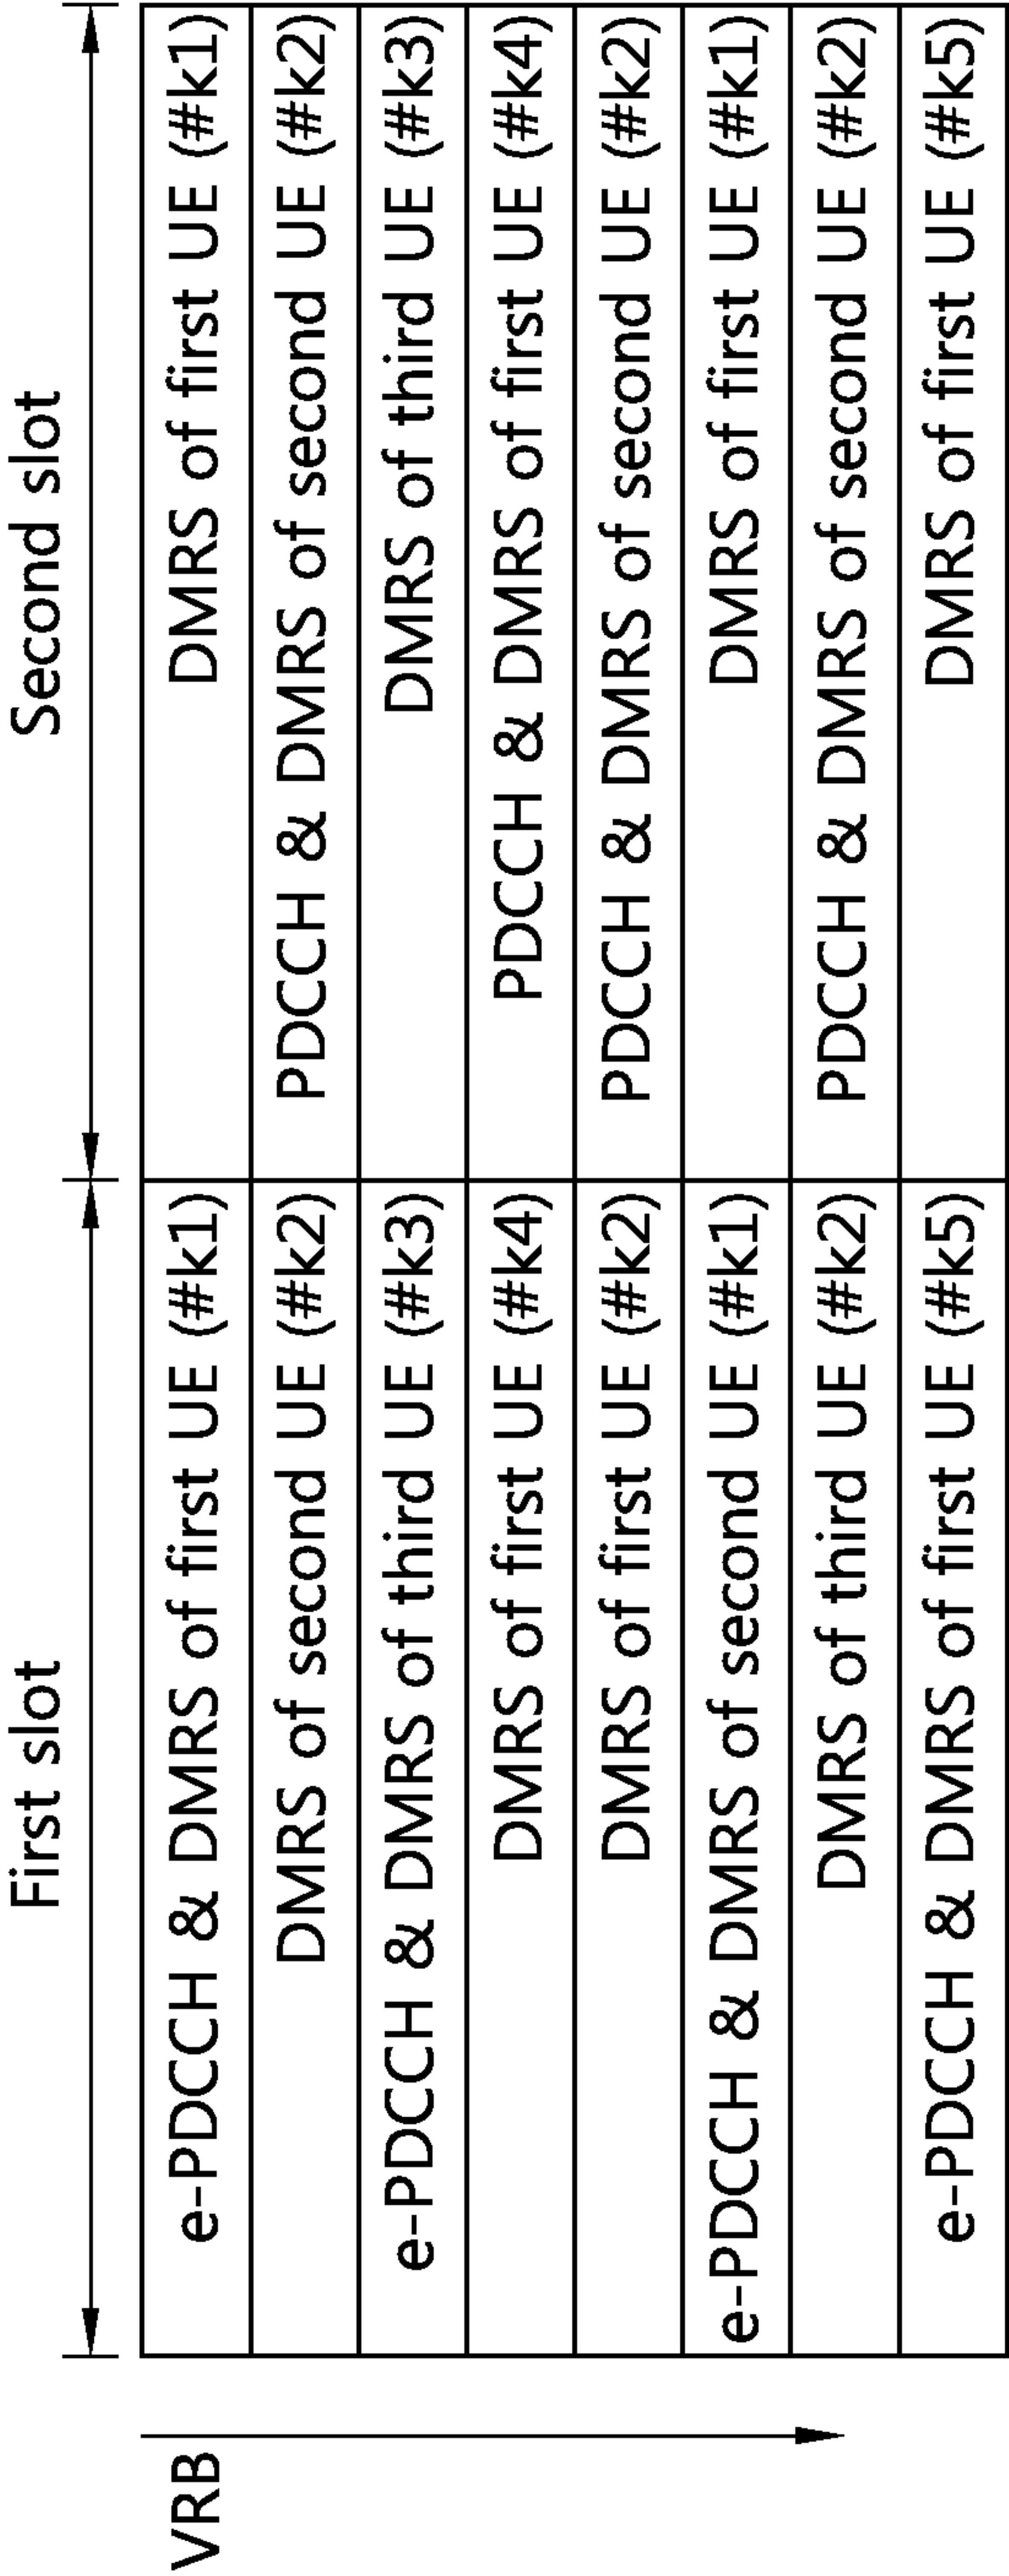 First slot
Second slot
VRB
e-PDCCH & DMRS of first UE (#k1)
DMRS of first UE (#k1)
DMRS of second UE (#k2)
PDCCH & DMRS of second UE (#k2)
e-PDCCH & DMRS of third UE (#k3)
DMRS of third UE (#k3)
DMRS of first UE (#k4)
PDCCH & DMRS of first UE (#k4)
DMRS of first UE (#k2)
PDCCH & DMRS of second UE (#k2)
e-PDCCH & DMRS of second UE (#k1)
DMRS of first UE (#k1)
DMRS of third UE (#k2)
PDCCH & DMRS of second UE (#k2)
e-PDCCH & DMRS of first UE (#k5)
DMRS of first UE (#k5)